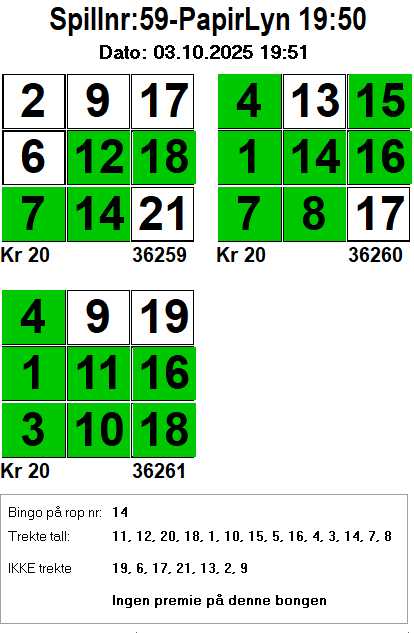 Spillnr:59-PapirLyn 19:50
Dato: 03.10.2025 19:51
2 9 17 4 13 15
6 12 18 1 14 16
7 14 21 7 8 17
Kr 20 36259 Kr 20 36260
4 9 19
1 11 16
3 10 18
Kr 20 36261
Bingo på rop nr: 14
Trekte tall: 11, 12, 20, 18, 1, 10, 15, 5, 16, 4, 3, 14, 7, 8
IKKE trekte 19, 6, 17, 21, 13, 2, 9
Ingen premie på denne bongen